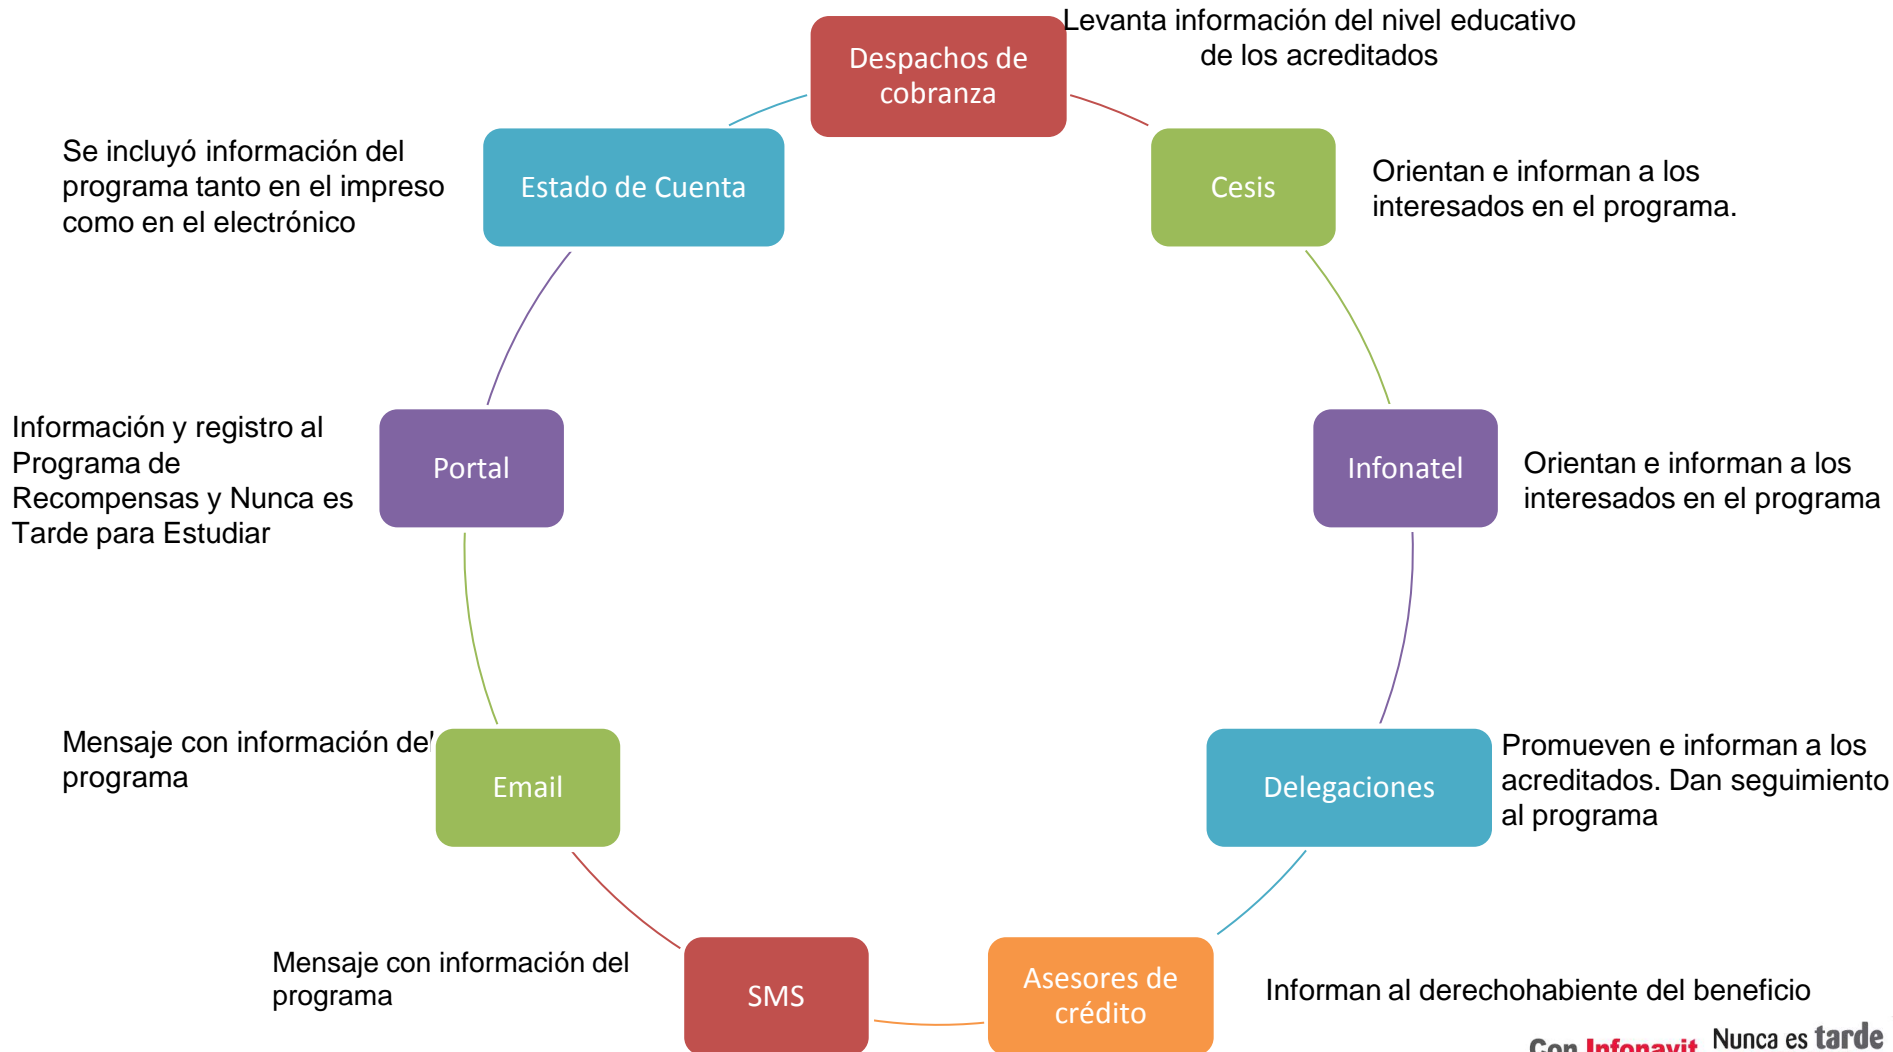 Despachos de
cobranza
Levanta información del nivel educativo
de los acreditados
Cesis
Orientan e informan a los
interesados en el programa.
Infonatel
Orientan e informan a los
interesados en el programa
Delegaciones
Promueven e informan a los
acreditados. Dan seguimiento
al programa
Asesores de
crédito
Informan al derechohabiente del beneficio
SMS
Mensaje con información del
programa
Email
Mensaje con información del
programa
Portal
Información y registro al
Programa de
Recompensas y Nunca es
Tarde para Estudiar
Estado de Cuenta
Se incluyó información del
programa tanto en el impreso
como en el electrónico
Con Infonavit Nunca es tarde